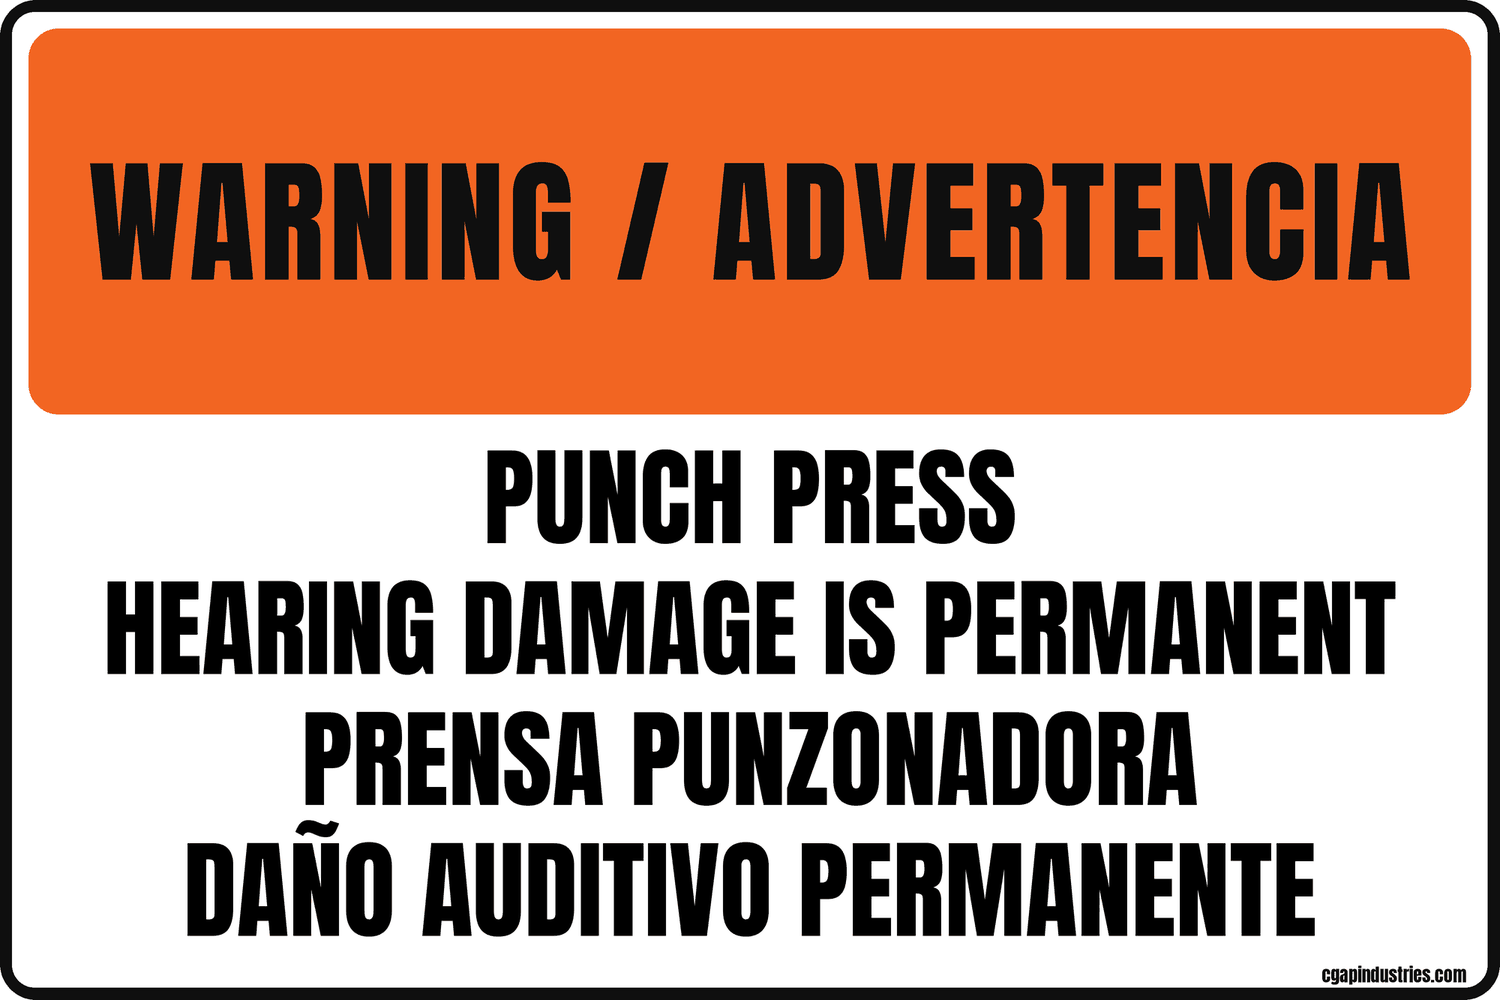 WARNING / ADVERTENCIA
PUNCH PRESS
HEARING DAMAGE IS PERMANENT
PRENSA PUNZONADORA
DAÑO AUDITIVO PERMANENTE
cgapindustries.com